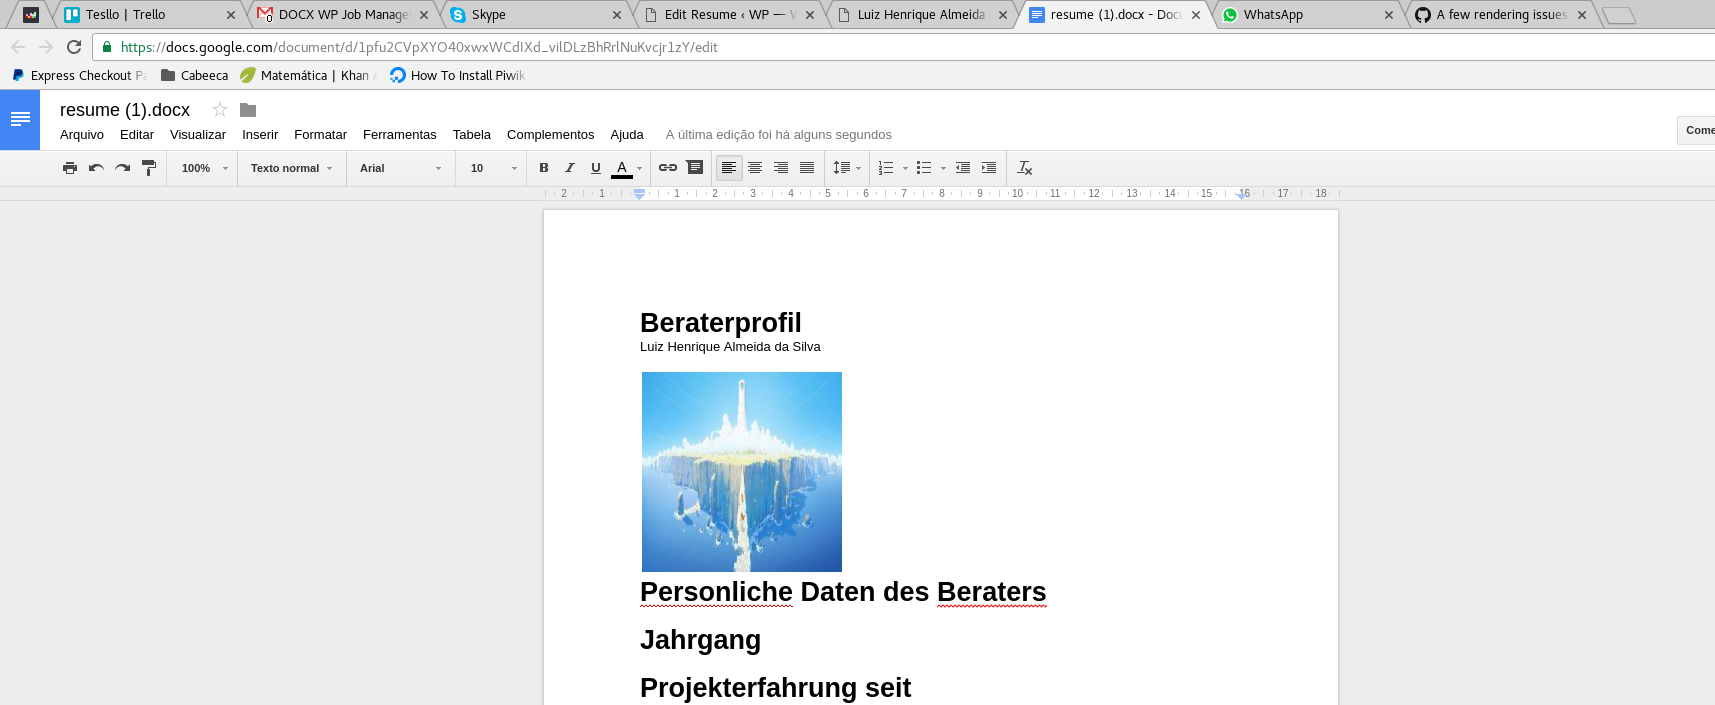 Tesllo | Trello
DOCX WP Job Manage
Skype
Edit Resume ‹ WP —
Luiz Henrique Almeida
resume (1).docx - Docu
WhatsApp
A few rendering issues
https://docs.google.com/document/d/1pfu2CVpXYO40xwxWCdIXd_vilDLzBhRrlNuKvcjr1zY/edit
Express Checkout Pa
Cabeeca
Matemática | Khan A
How To Install Piwik
resume (1).docx
Arquivo Editar Visualizar Inserir Formatar Ferramentas Tabela Complementos Ajuda A última edição foi há alguns segundos
Come
100% Texto normal Arial 10 B I U A
2 1 1 2 3 4 5 6 7 8 9 10 11 12 13 14 15 16 17 18
Beraterprofil
Luiz Henrique Almeida da Silva
Personliche Daten des Beraters
Jahrgang
Projekterfahrung seit